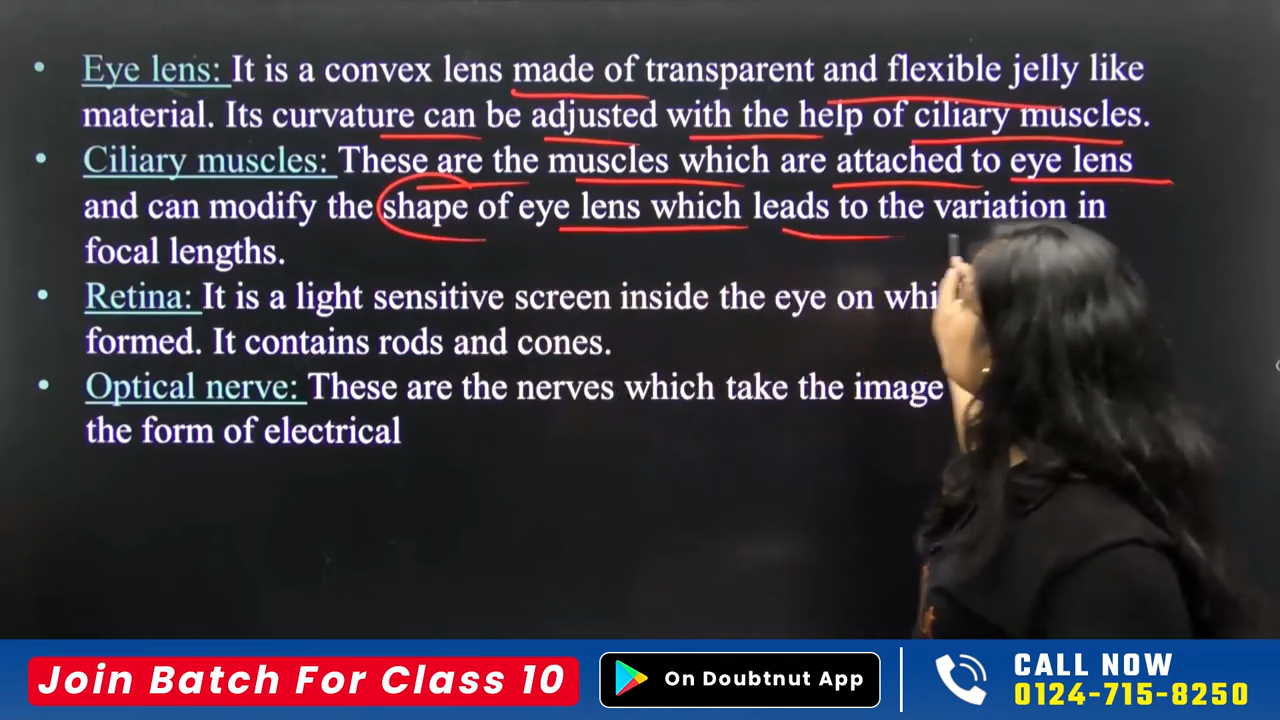 • Eye lens: It is a convex lens made of transparent and flexible jelly like
material. Its curvature can be adjusted with the help of ciliary muscles.
• Ciliary muscles: These are the muscles which are attached to eye lens
and can modify the shape of eye lens which leads to the variation in
focal lengths.
• Retina: It is a light sensitive screen inside the eye on
formed. It contains rods and cones.
• Optical nerve: These are the nerves which take the image
the form of electrical
Join Batch For Class 10
On Doubtnut App
CALL NOW
0124-715-8250